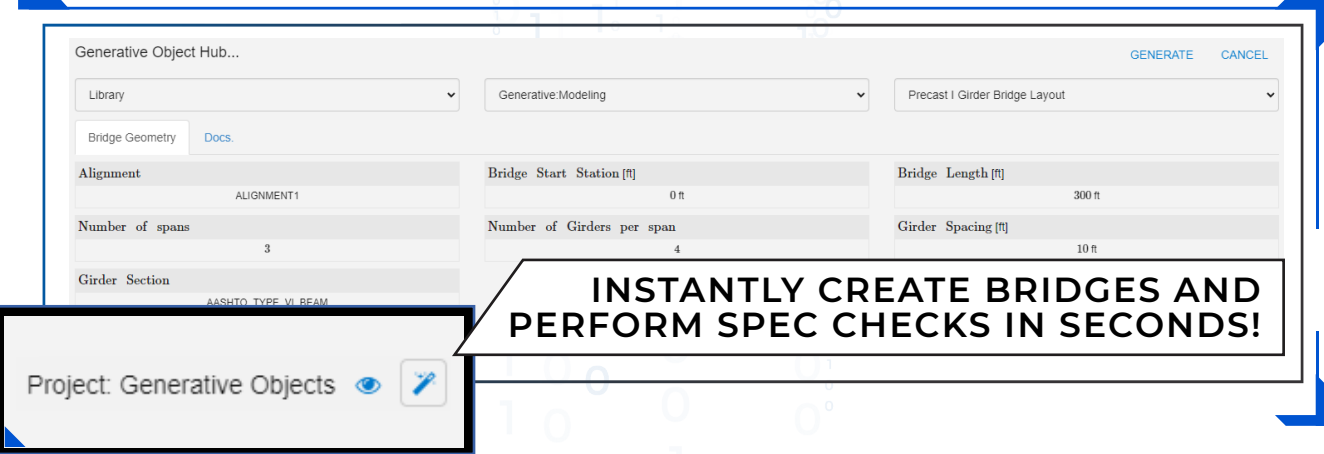 Generative Object Hub...
GENERATE CANCEL
Library Generative:Modeling Precast I Girder Bridge Layout
Bridge Geometry Docs.
Alignment Bridge Start Station [ft] Bridge Length [ft]
ALIGNMENT1 0 ft 300 ft
Number of spans Number of Girders per span Girder Spacing [ft]
3 4 10 ft
Girder Section
AASHTO_TYPE_VI_BEAM
INSTANTLY CREATE BRIDGES AND
PERFORM SPEC CHECKS IN SECONDS!
Project: Generative Objects